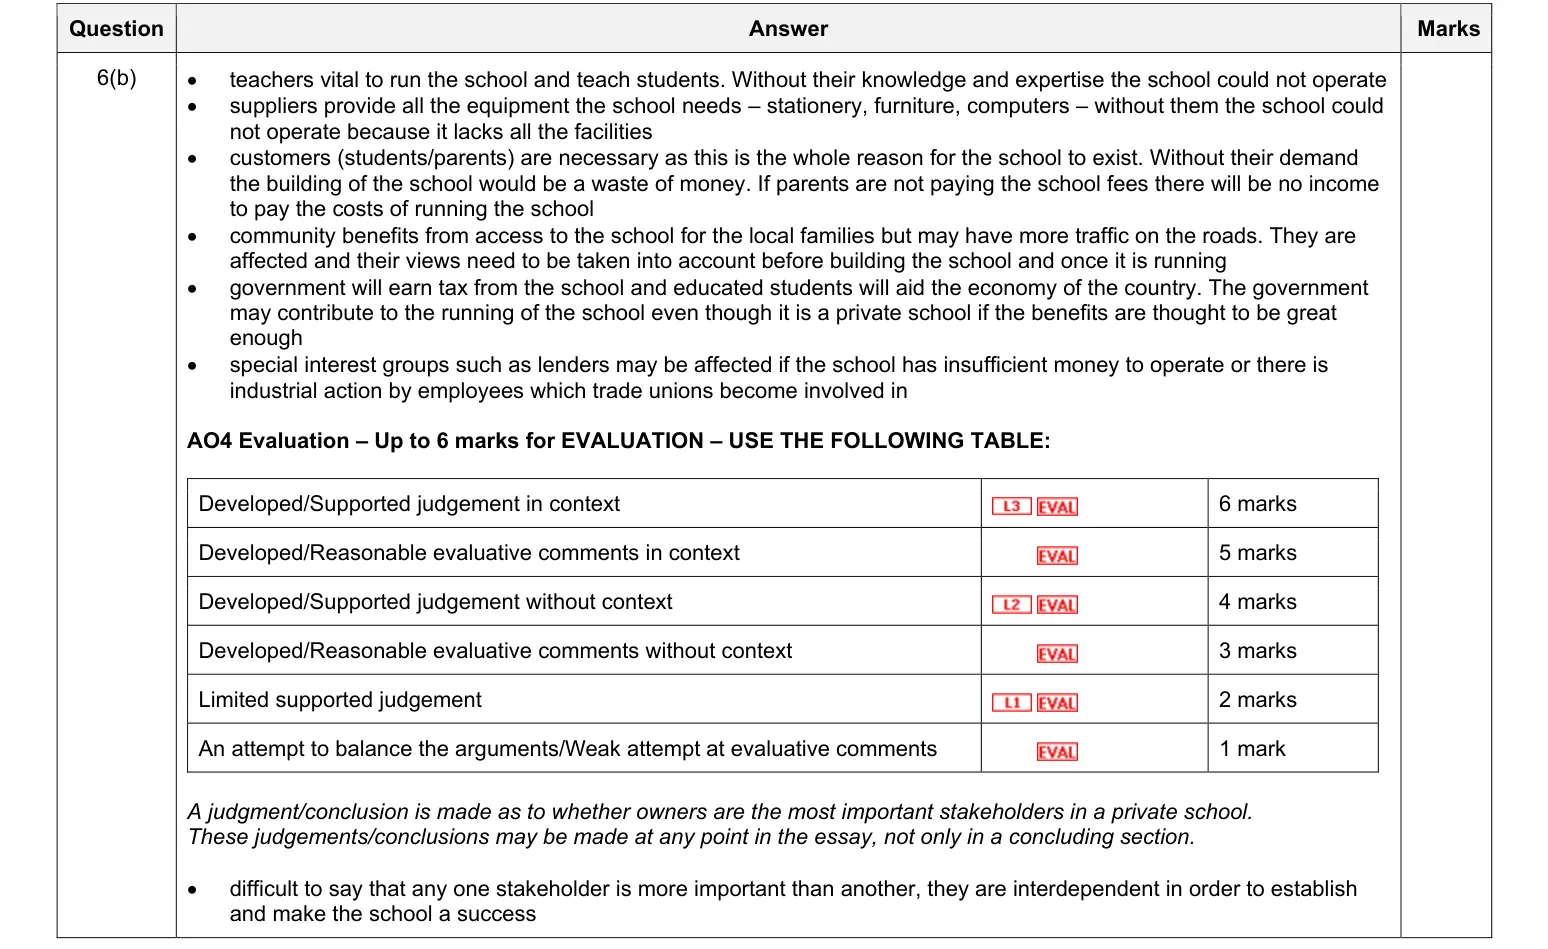 Question Answer Marks
6(b)
• teachers vital to run the school and teach students. Without their knowledge and expertise the school could not operate
• suppliers provide all the equipment the school needs – stationery, furniture, computers – without them the school could
not operate because it lacks all the facilities
• customers (students/parents) are necessary as this is the whole reason for the school to exist. Without their demand
the building of the school would be a waste of money. If parents are not paying the school fees there will be no income
to pay the costs of running the school
• community benefits from access to the school for the local families but may have more traffic on the roads. They are
affected and their views need to be taken into account before building the school and once it is running
• government will earn tax from the school and educated students will aid the economy of the country. The government
may contribute to the running of the school even though it is a private school if the benefits are thought to be great
enough
• special interest groups such as lenders may be affected if the school has insufficient money to operate or there is
industrial action by employees which trade unions become involved in
AO4 Evaluation – Up to 6 marks for EVALUATION – USE THE FOLLOWING TABLE:
Developed/Supported judgement in context L3 EVAL 6 marks
Developed/Reasonable evaluative comments in context EVAL 5 marks
Developed/Supported judgement without context L2 EVAL 4 marks
Developed/Reasonable evaluative comments without context EVAL 3 marks
Limited supported judgement L1 EVAL 2 marks
An attempt to balance the arguments/Weak attempt at evaluative comments EVAL 1 mark
A judgment/conclusion is made as to whether owners are the most important stakeholders in a private school.
These judgements/conclusions may be made at any point in the essay, not only in a concluding section.
• difficult to say that any one stakeholder is more important than another, they are interdependent in order to establish
and make the school a success